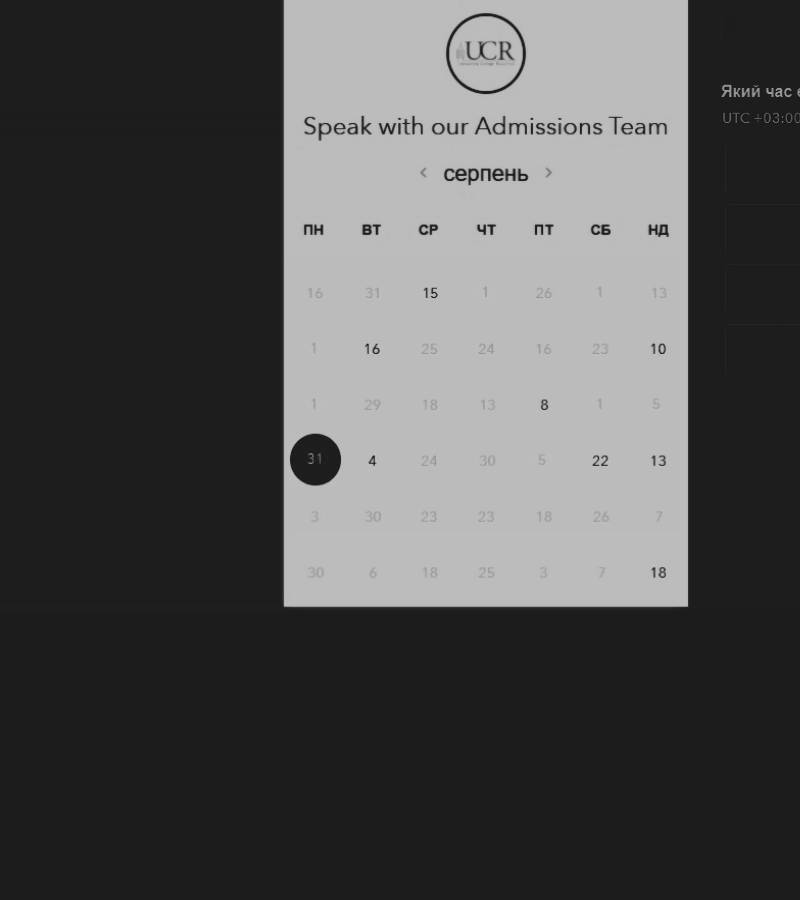 UCR
Speak with our Admissions Team
‹ серпень ›
ПН ВТ СР ЧТ ПТ СБ НД
16 31 15 1 26 1 13
1 16 25 24 16 23 10
1 29 18 13 8 1 5
31 4 24 30 5 22 13
3 30 23 23 18 26 7
30 6 18 25 3 7 18
Який час
UTC +03:00